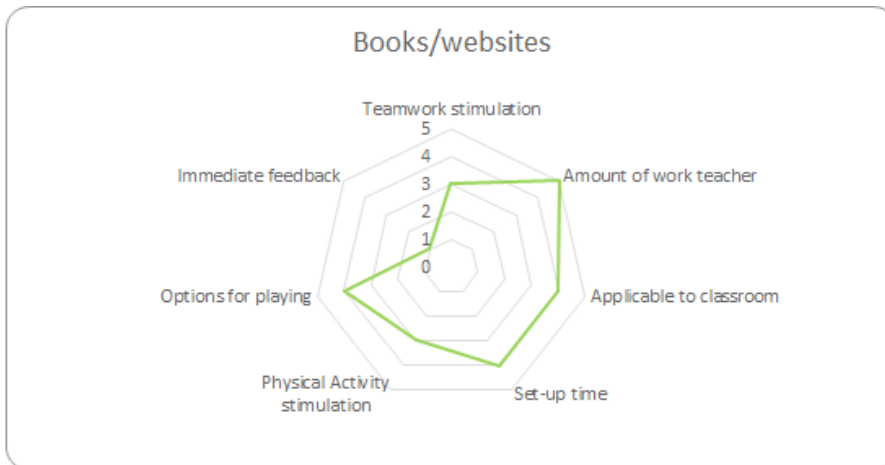 Books/websites
Teamwork stimulation
5
4
3
2
1
0
Amount of work teacher
Applicable to classroom
Set-up time
Physical Activity
stimulation
Options for playing
Immediate feedback